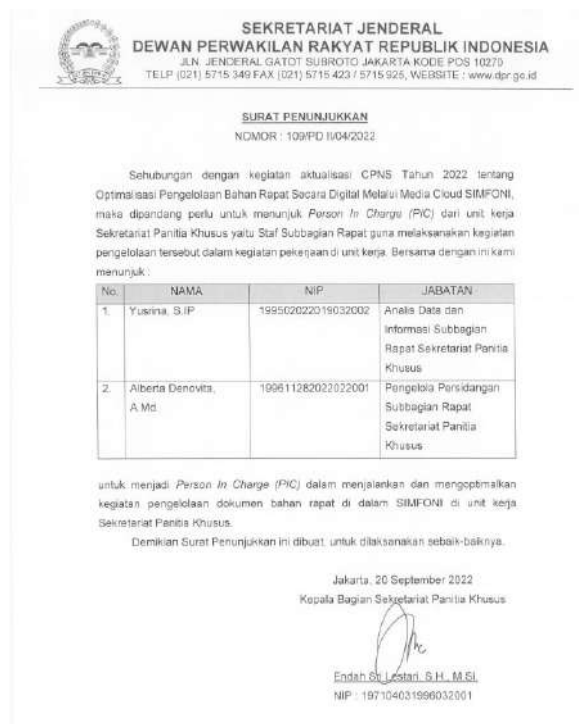 SEKRETARIAT JENDERAL
DEWAN PERWAKILAN RAKYAT REPUBLIK INDONESIA
JLN. JENDERAL GATOT SUBROTO JAKARTA KODE POS 10270
TELP (021) 5715 349 FAX (021) 5715 423 / 5715 925, WEBSITE : www.dpr.go.id
SURAT PENUNJUKKAN
NOMOR : 109/PD II/04/2022
Sehubungan dengan kegiatan aktualisasi CPNS Tahun 2022 tentang
Optimalisasi Pengelolaan Bahan Rapat Secara Digital Melalui Media Cloud SIMFONI,
maka dipandang perlu untuk menunjuk Person In Charge (PIC) dari unit kerja
Sekretariat Panitia Khusus yaitu Staf Subbagian Rapat guna melaksanakan kegiatan
pengelolaan tersebut dalam kegiatan pekerjaan di unit kerja. Bersama dengan ini kami
menunjuk :
No. NAMA NIP JABATAN
1. Yusrina, S.IP 199502022019032002 Analis Data dan
Informasi Subbagian
Rapat Sekretariat Panitia
Khusus
2. Alberta Denovita, 199611282022022001 Pengelola Persidangan
A.Md Subbagian Rapat
Sekretariat Panitia
Khusus
untuk menjadi Person In Charge (PIC) dalam menjalankan dan mengoptimalkan
kegiatan pengelolaan dokumen bahan rapat di dalam SIMFONI di unit kerja
Sekretariat Panitia Khusus.
Demikian Surat Penunjukkan ini dibuat, untuk dilaksanakan sebaik-baiknya.
Jakarta, 20 September 2022
Kepala Bagian Sekretariat Panitia Khusus
Endah Sri Lestari, S.H., M.Si.
NIP : 197104031996032001